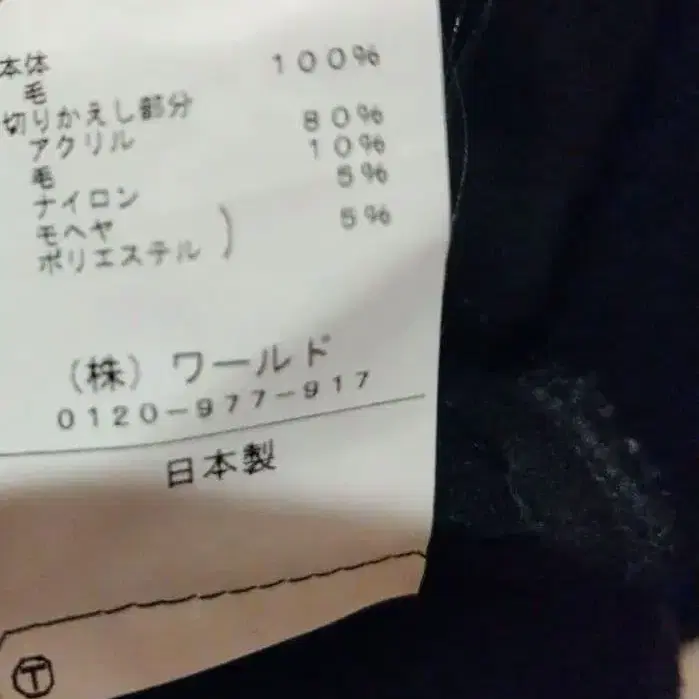 本体
毛 100%
切りかえし部分
アクリル 80%
毛 10%
ナイロン 5%
モヘヤ
ポリエステル ) 5%
(株) ワールド
0120-977-917
日本製
T